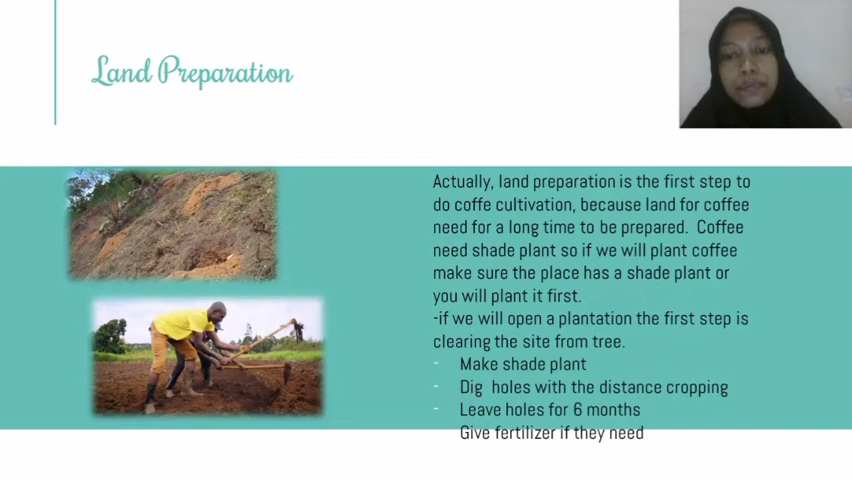 Land Preparation
Actually, land preparation is the first step to
do coffe cultivation, because land for coffee
need for a long time to be prepared. Coffee
need shade plant so if we will plant coffee
make sure the place has a shade plant or
you will plant it first.
-if we will open a plantation the first step is
clearing the site from tree.
- Make shade plant
- Dig holes with the distance cropping
- Leave holes for 6 months
Give fertilizer if they need